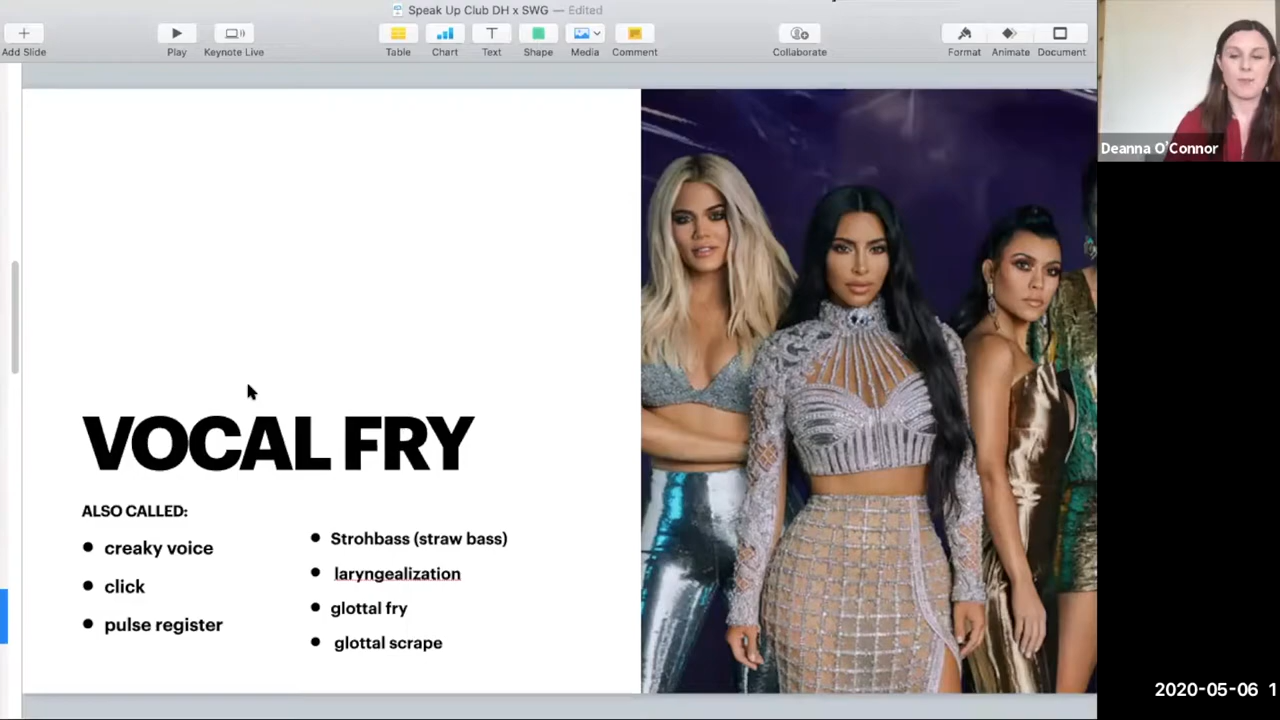 Speak Up Club DH x SWG — Edited
Add Slide
Play
Keynote Live
Table
Chart
Text
Shape
Media
Comment
Collaborate
Format
Animate
Document
Deanna O'Connor
VOCAL FRY
ALSO CALLED:
creaky voice
click
pulse register
Strohbass (straw bass)
laryngealization
glottal fry
glottal scrape
2020-05-06 1